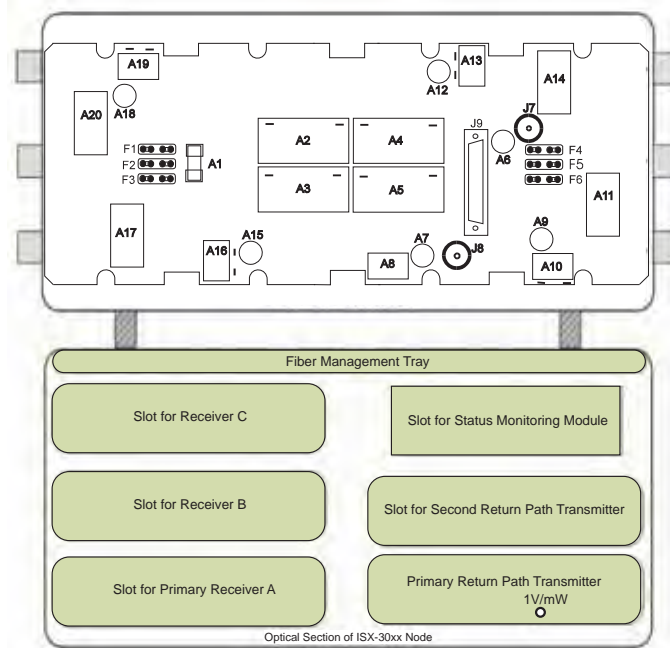 A19
A13
A14
A12
A20
A18
J7
J9
F1
A2
A4
A6
F4
F2
A1
F5
F3
A3
A5
F6
A11
A17
A15
A7
A9
A16
A8
J8
A10
Fiber Management Tray
Slot for Receiver C
Slot for Status Monitoring Module
Slot for Receiver B
Slot for Second Return Path Transmitter
Slot for Primary Receiver A
Primary Return Path Transmitter
1V/mW
Optical Section of ISX-30xx Node